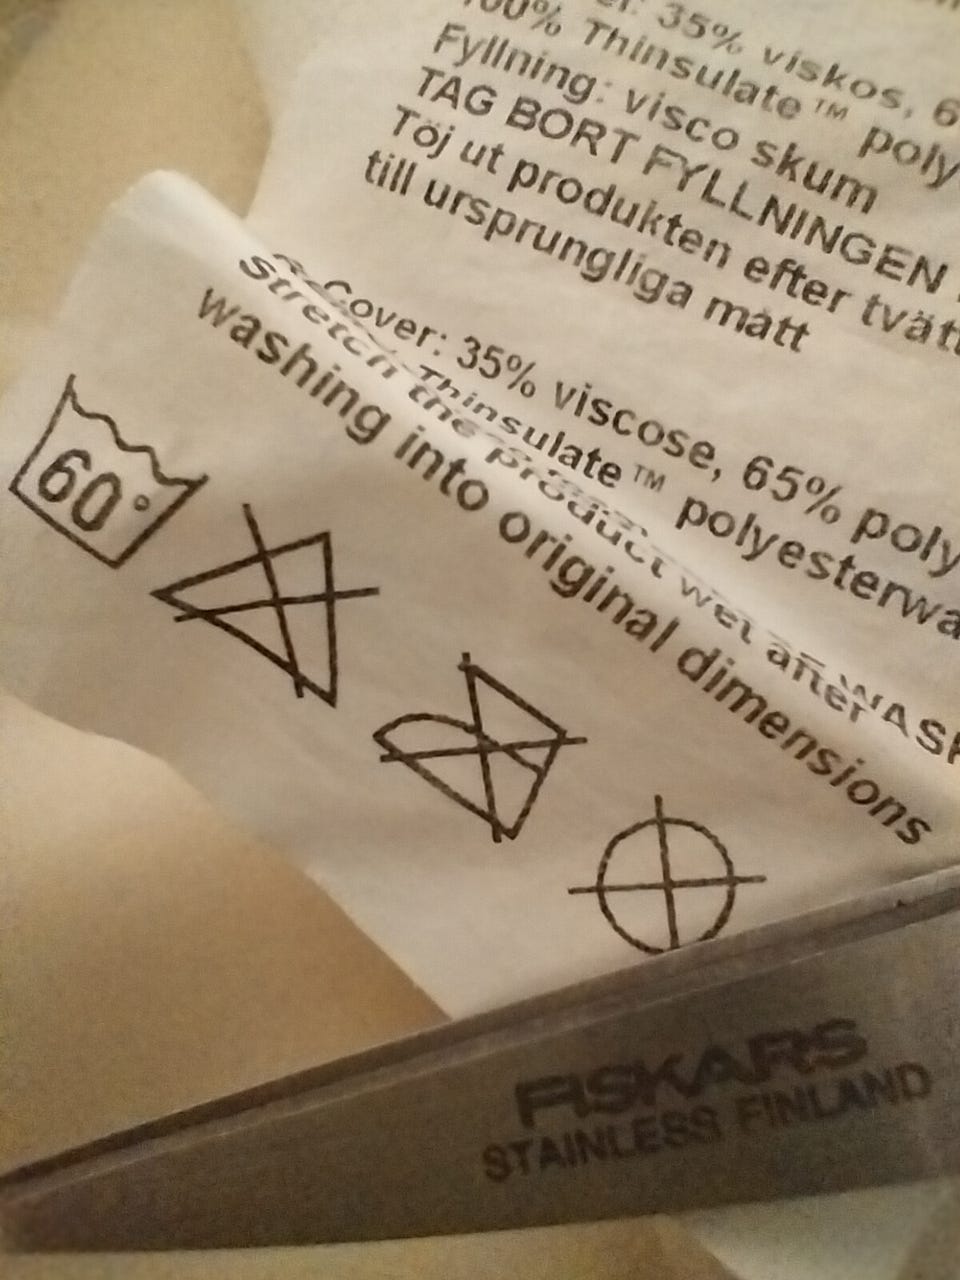 35% viskos, 6
100% Thinsulate™ poly
Fyllning: visco skum
TAG BORT FYLLNINGEN
Töj ut produkten efter tvätt
till ursprungliga mått
Cover: 35% viscose, 65% poly
Thinsulate™ polyesterwa
Stretch the product wet after
washing into original dimensions
60°
FISKARS
STAINLESS FINLAND